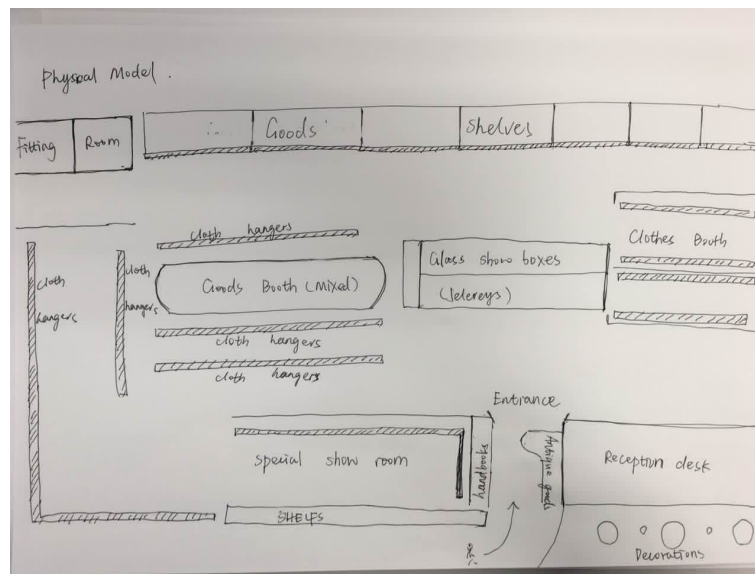 Physcal Model.
Goods Shelves
Fitting Room
cloth hangers
Clothes Booth
Glass show boxes
(Jelereys)
cloth
hangers
cloth
hangers
Goods Booth (Mixed)
cloth hangers
cloth hangers
Entrance
special show room
handbooks
Antique goods
Reception desk
SHELFS
Decorations